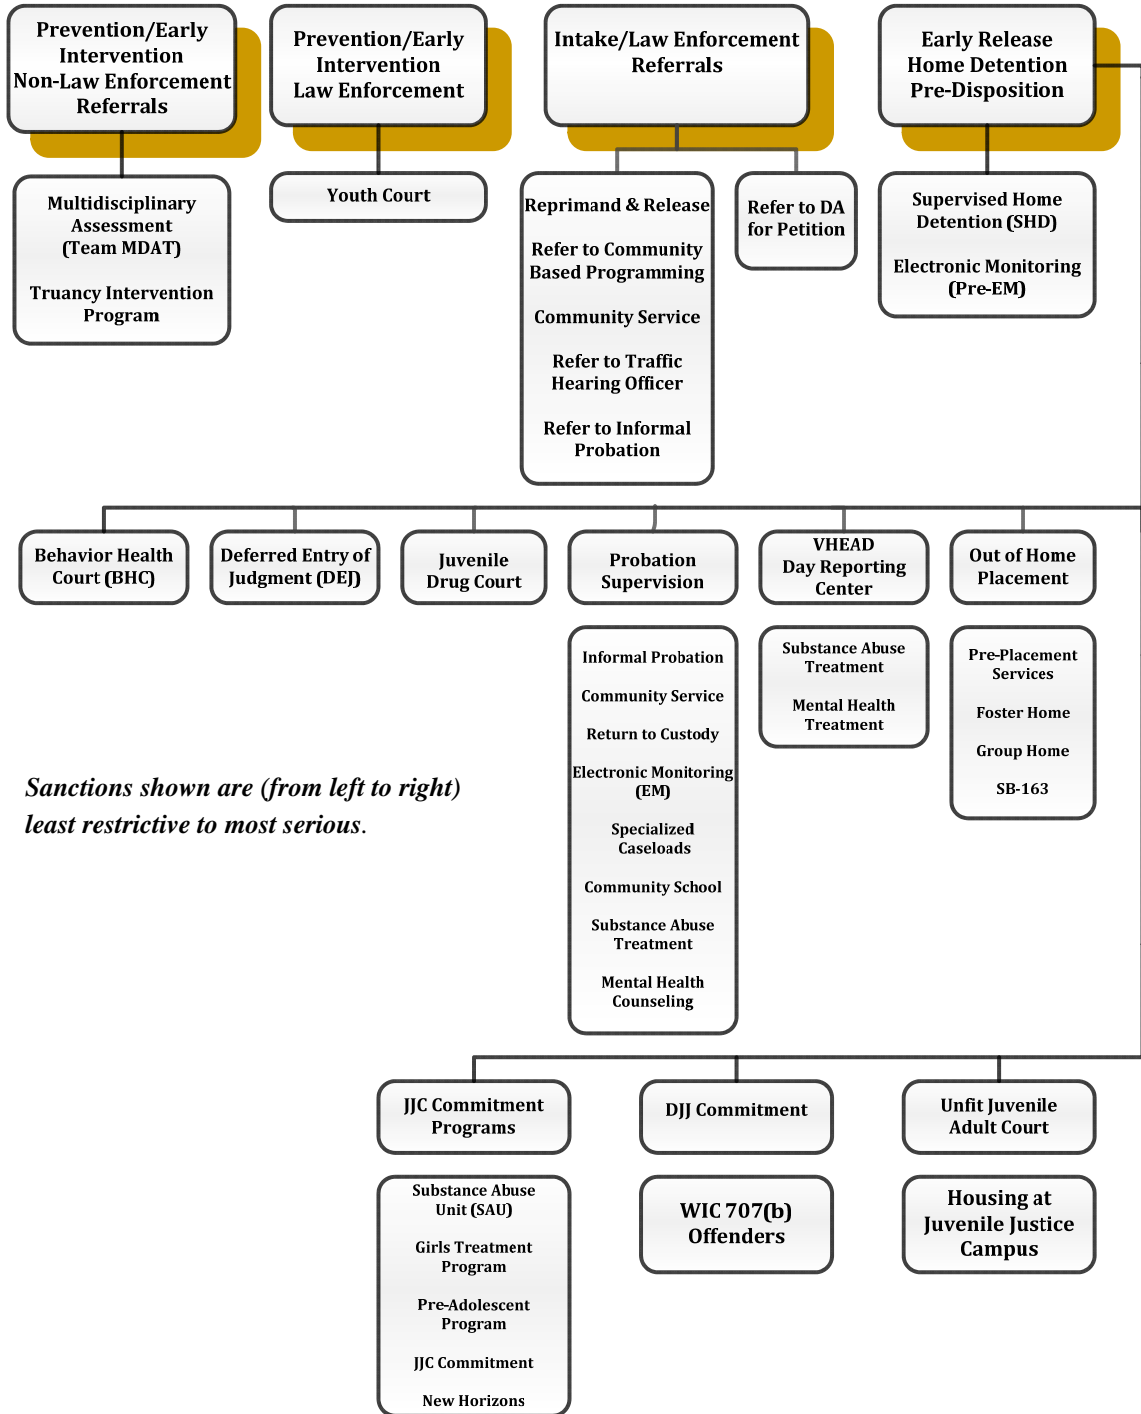 Prevention/Early
Intervention
Non-Law Enforcement
Referrals
Prevention/Early
Intervention
Law Enforcement
Intake/Law Enforcement
Referrals
Early Release
Home Detention
Pre-Disposition
Multidisciplinary
Assessment
(Team MDAT)
Truancy Intervention
Program
Youth Court
Reprimand & Release
Refer to Community
Based Programming
Community Service
Refer to Traffic
Hearing Officer
Refer to Informal
Probation
Refer to DA
for Petition
Supervised Home
Detention (SHD)
Electronic Monitoring
(Pre-EM)
Behavior Health
Court (BHC)
Deferred Entry of
Judgment (DEJ)
Juvenile
Drug Court
Probation
Supervision
VHEAD
Day Reporting
Center
Out of Home
Placement
Informal Probation
Community Service
Return to Custody
Electronic Monitoring
(EM)
Specialized
Caseloads
Community School
Substance Abuse
Treatment
Mental Health
Counseling
Substance Abuse
Treatment
Mental Health
Treatment
Pre-Placement
Services
Foster Home
Group Home
SB-163
Sanctions shown are (from left to right)
least restrictive to most serious.
JJC Commitment
Programs
DJJ Commitment
Unfit Juvenile
Adult Court
Substance Abuse
Unit (SAU)
Girls Treatment
Program
Pre-Adolescent
Program
JJC Commitment
New Horizons
WIC 707(b)
Offenders
Housing at
Juvenile Justice
Campus